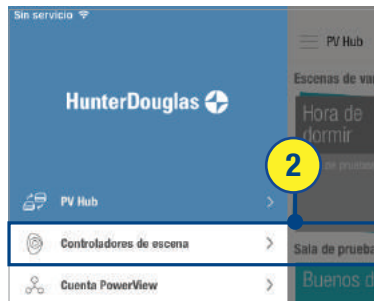 Sin servicio
PV Hub
Escenas de va
HunterDouglas
Hora de
dormir
2
PV Hub
Controladores de escena
Sala de prueba
Cuenta PowerView
Buenos d